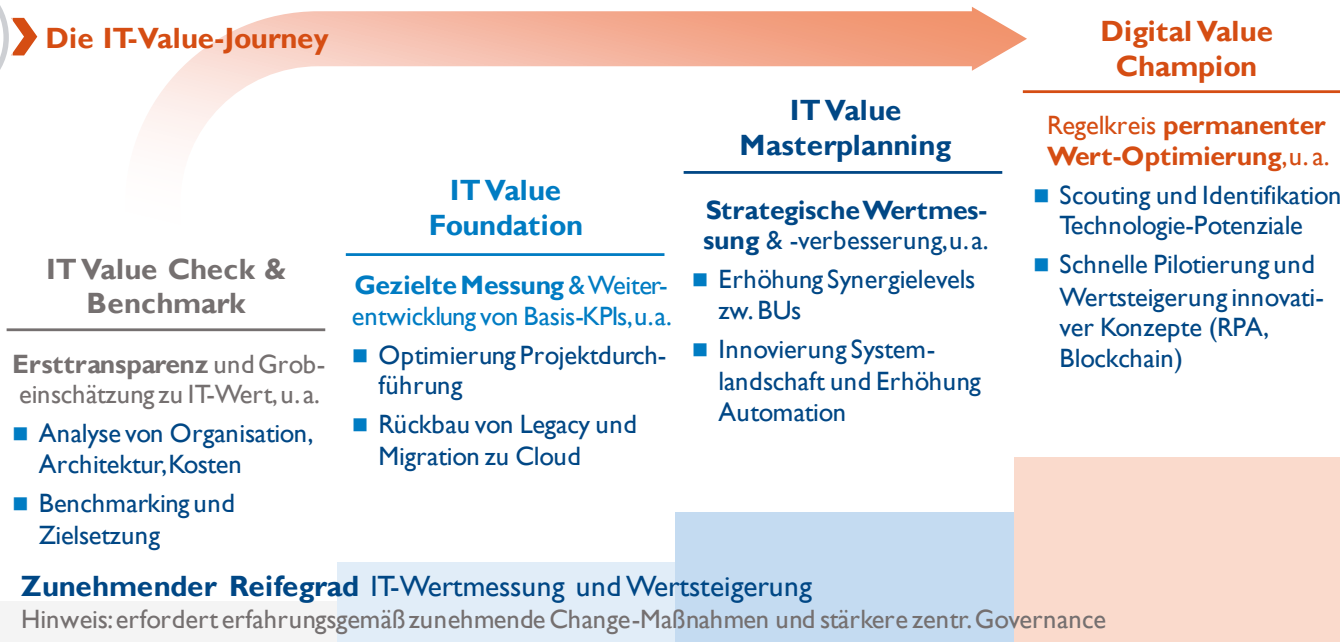 Die IT-Value-Journey
IT Value Check &
Benchmark
Ersttransparenz und Grob-
einschätzung zu IT-Wert, u. a.
Analyse von Organisation,
Architektur, Kosten
Benchmarking und
Zielsetzung
IT Value
Foundation
Gezielte Messung & Weiter-
entwicklung von Basis-KPIs, u. a.
Optimierung Projektdurch-
führung
Rückbau von Legacy und
Migration zu Cloud
IT Value
Masterplanning
Strategische Wertmes-
sung & -verbesserung, u. a.
Erhöhung Synergielevels
zw. BUs
Innovierung System-
landschaft und Erhöhung
Automation
Digital Value
Champion
Regelkreis permanenter
Wert-Optimierung, u. a.
Scouting und Identifikation
Technologie-Potenziale
Schnelle Pilotierung und
Wertsteigerung innovati-
ver Konzepte (RPA,
Blockchain)
Zunehmender Reifegrad IT-Wertmessung und Wertsteigerung
Hinweis: erfordert erfahrungsgemäß zunehmende Change-Maßnahmen und stärkere zentr. Governance